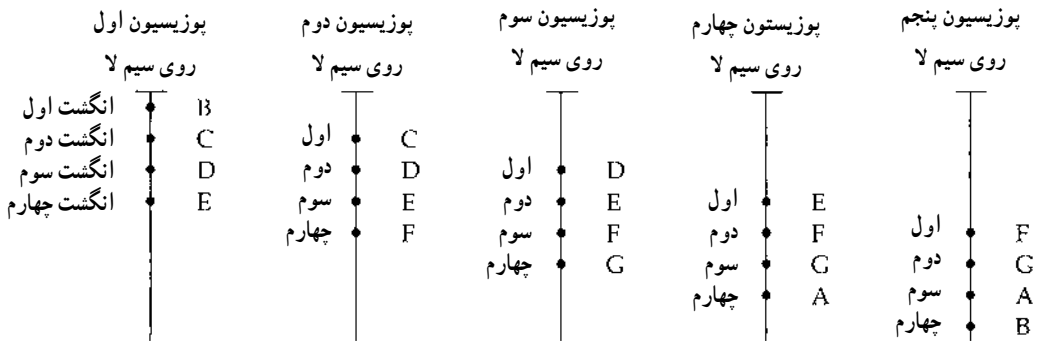 پوزیسیون اول
روی سیم لا
انگشت اول B
انگشت دوم C
انگشت سوم D
انگشت چهارم E
پوزیسیون دوم
روی سیم لا
اول C
دوم D
سوم E
چهارم F
پوزیسیون سوم
روی سیم لا
اول D
دوم E
سوم F
چهارم G
پوزیستون چهارم
روی سیم لا
اول E
دوم F
سوم G
چهارم A
پوزیسیون پنجم
روی سیم لا
اول F
دوم G
سوم A
چهارم B